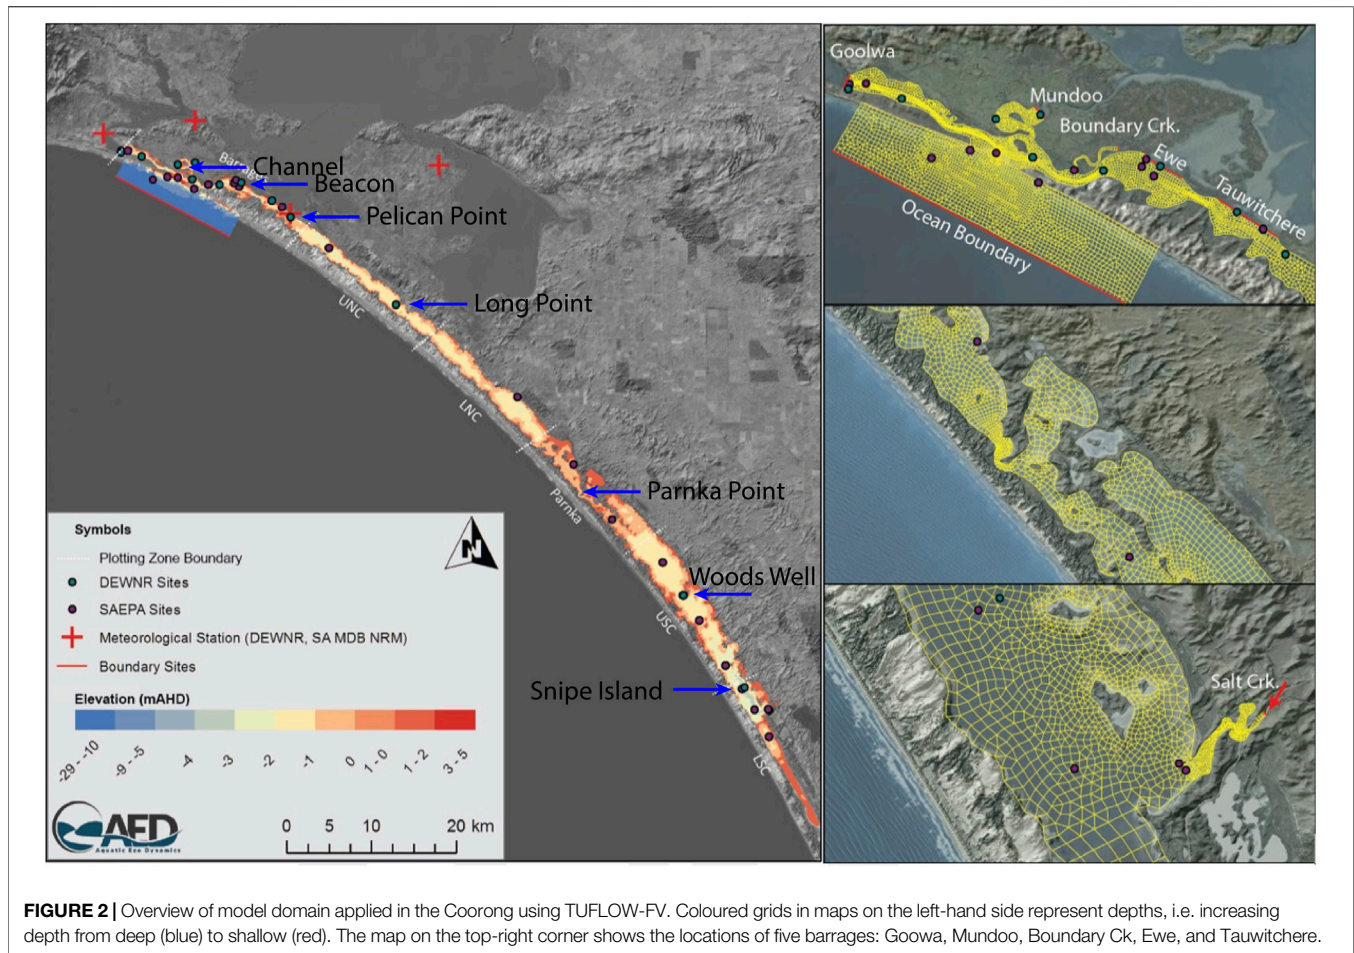 Channel
Barrages
Beacon
Pelican Point
Long Point
UNC
LNC
Parnka Point
Parnka
Woods Well
USC
Snipe Island
LSC
Symbols
Plotting Zone Boundary
DEWNR Sites
SAEPA Sites
Meteorological Station (DEWNR, SA MDB NRM)
Boundary Sites
N
Elevation (mAHD)
-29 - -10
-9 - -5
-4
-3
-2
-1
0
1 - 0
1 - 2
3 - 5
AED
Aquatic Eco Dynamics
0 5 10 20 km
Goolwa
Mundoo
Boundary Crk.
Ewe
Tauwitchere
Ocean Boundary
Salt Crk.
FIGURE 2 | Overview of model domain applied in the Coorong using TUFLOW-FV. Coloured grids in maps on the left-hand side represent depths, i.e. increasing
depth from deep (blue) to shallow (red). The map on the top-right corner shows the locations of five barrages: Goowa, Mundoo, Boundary Ck, Ewe, and Tauwitchere.